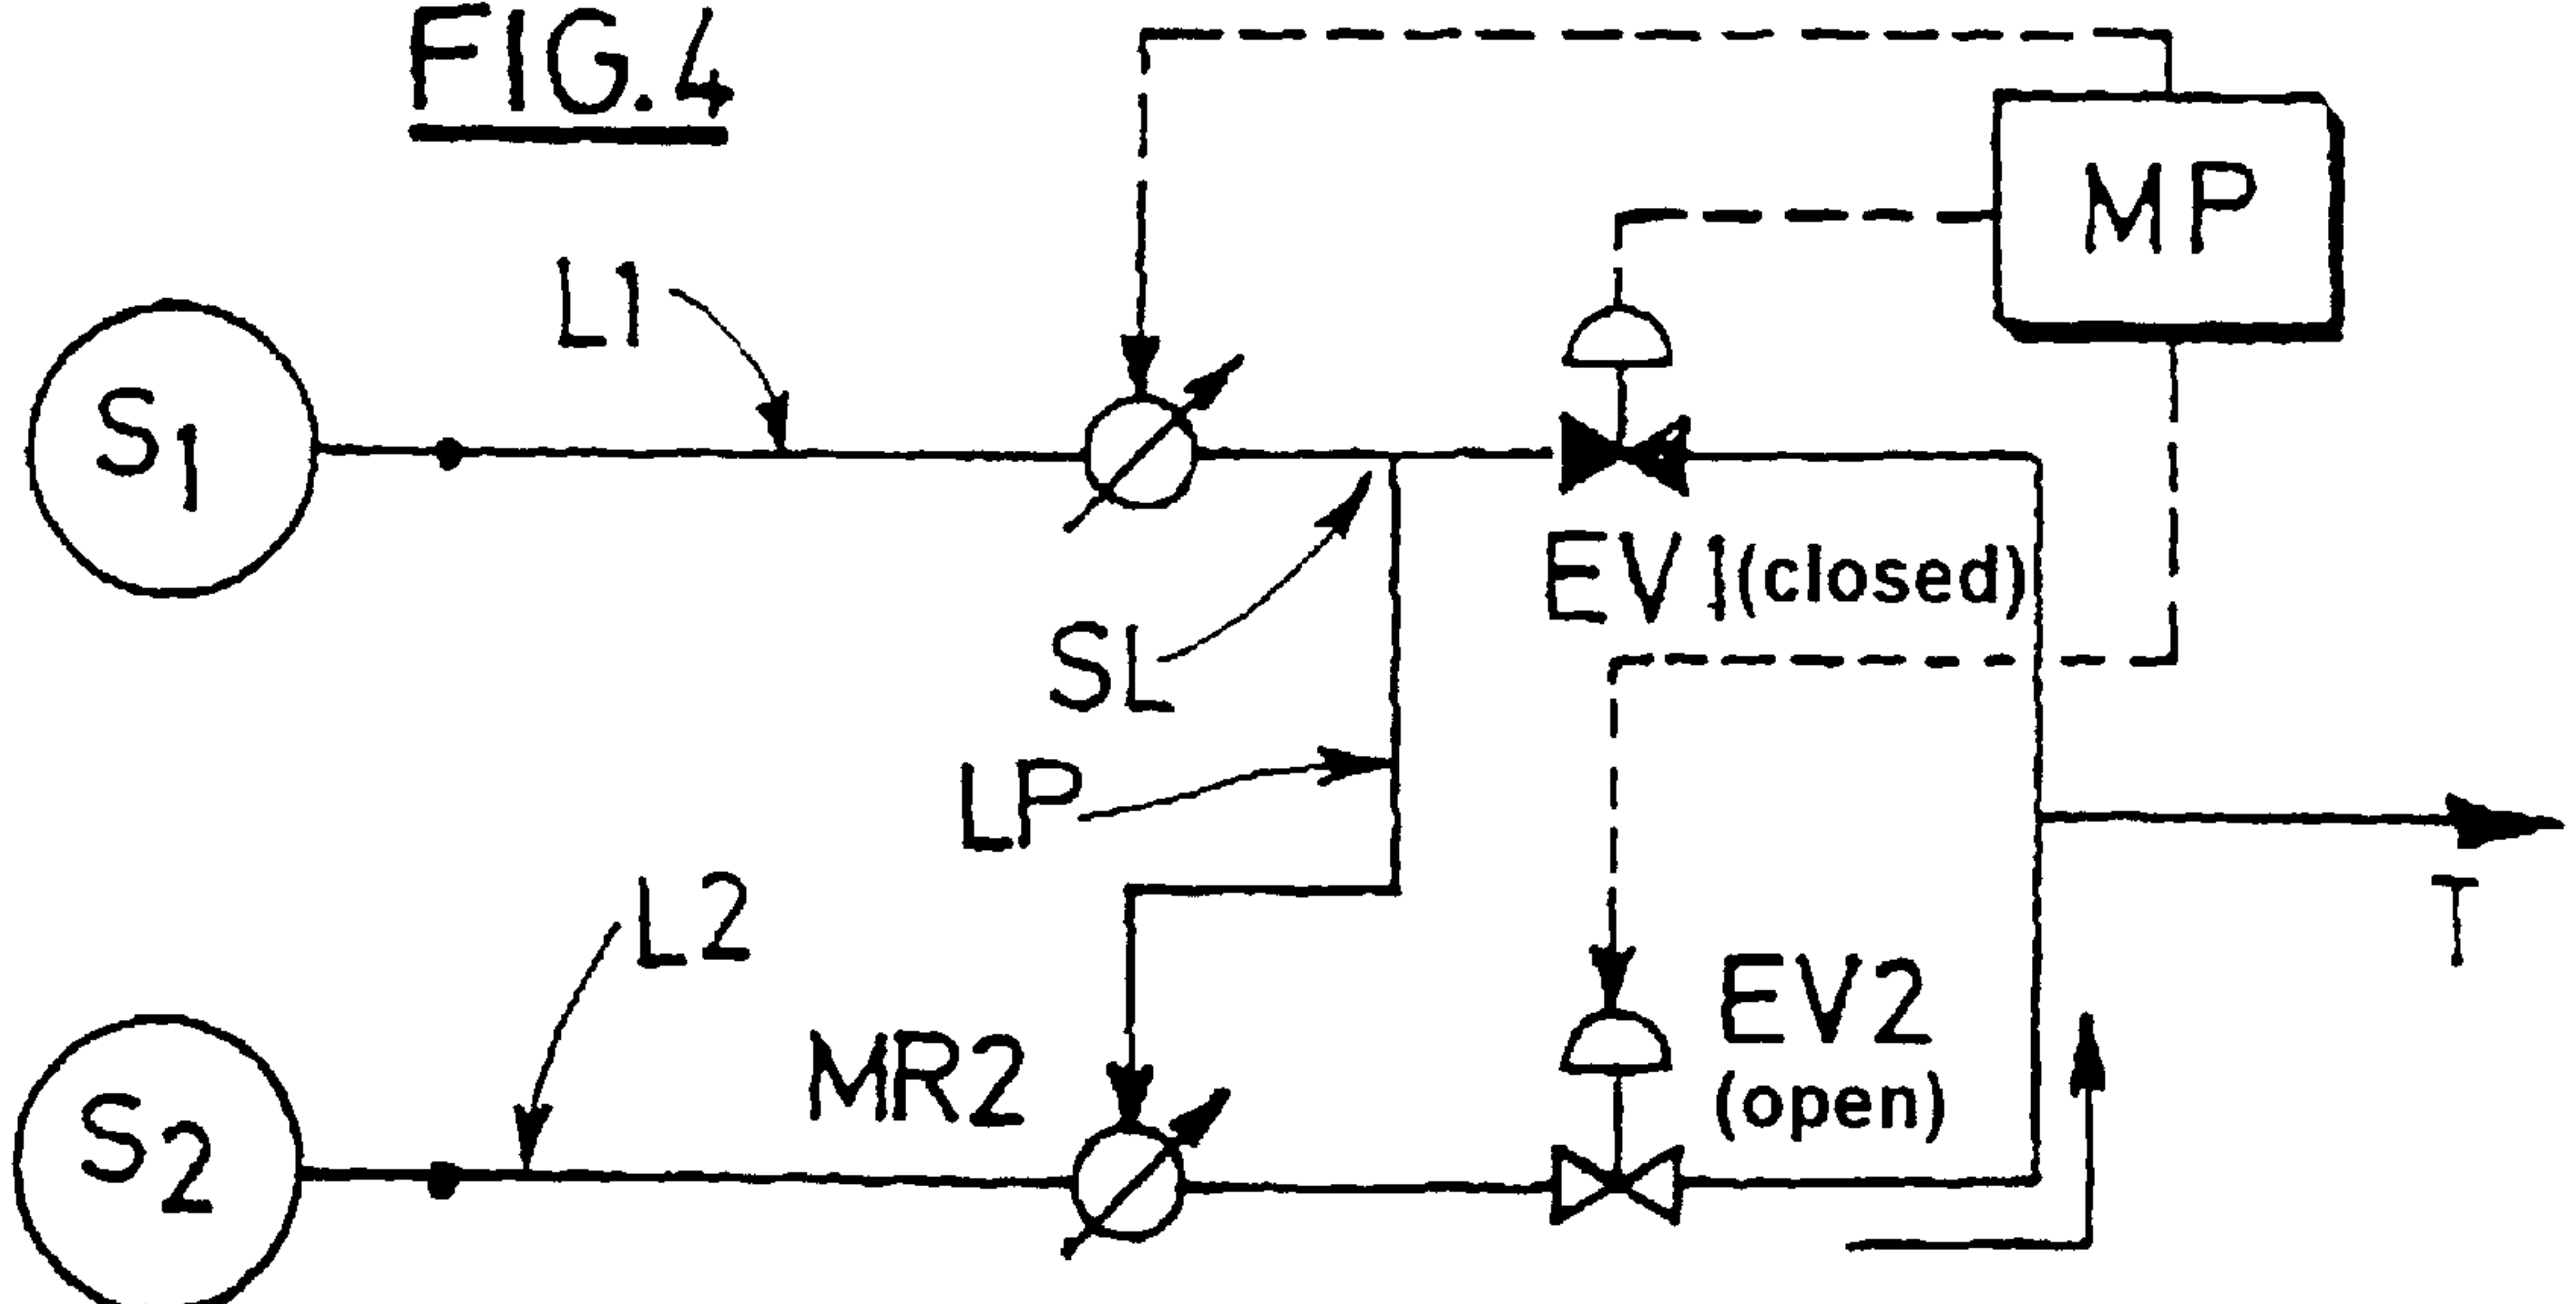 FIG.4
MP
L1
S1
EV1(closed)
SL
LP
T
L2
EV2
(open)
MR2
S2